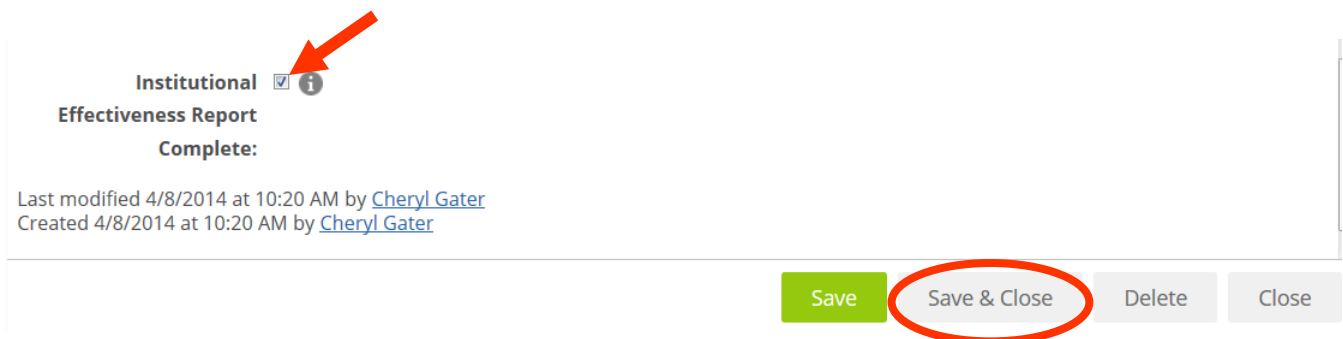 Institutional
Effectiveness Report
Complete:
Last modified 4/8/2014 at 10:20 AM by Cheryl Gater
Created 4/8/2014 at 10:20 AM by Cheryl Gater
Save Save & Close Delete Close